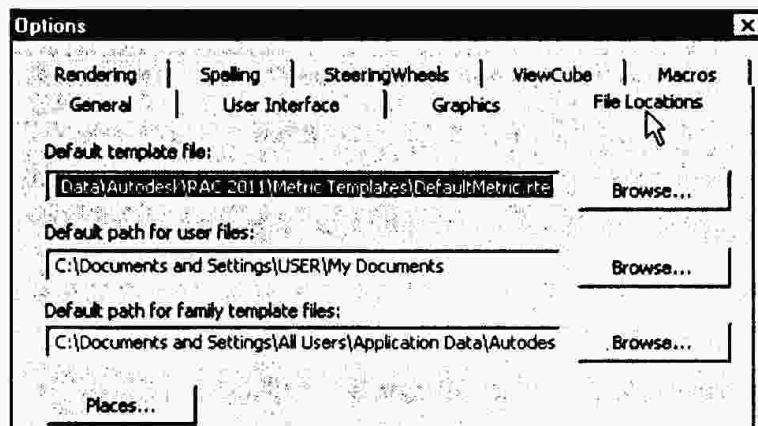 Options
Rendering Spelling SteeringWheels ViewCube Macros
General User Interface Graphics File Locations
Default template file:
Data\Autodesk\RAC 2011\Metric Templates\DefaultMetric.rte Browse...
Default path for user files:
C:\Documents and Settings\USER\My Documents Browse...
Default path for family template files:
C:\Documents and Settings\All Users\Application Data\Autodes Browse...
Places...